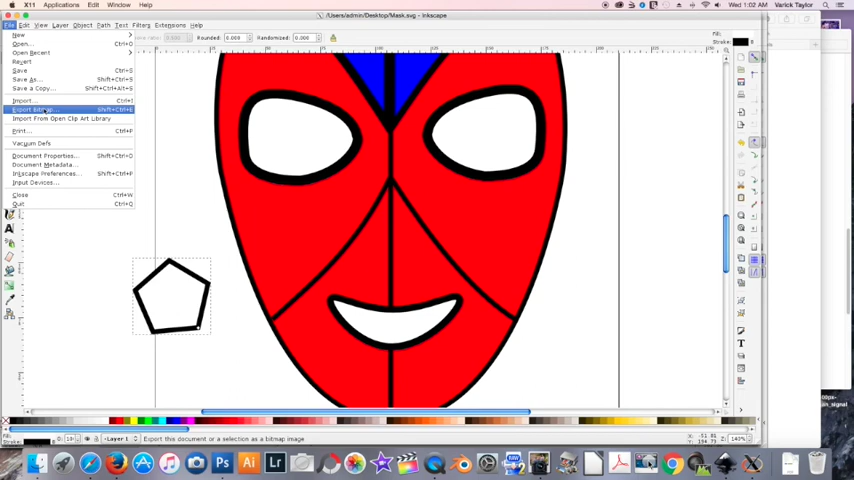 X11 Applications Edit Window Help
Wed 1:02 AM Varick Taylor
/Users/admin/Desktop/Mask.svg - Inkscape
File Edit View Layer Object Path Text Filters Extensions Help
Rounded: 0.000 Randomized: 0.000
Fill:
Stroke:
New
Open... Ctrl+O
Open Recent
Revert
Save Ctrl+S
Save As... Shift+Ctrl+S
Save a Copy... Shift+Ctrl+Alt+S
Import... Ctrl+I
Export Bitmap... Shift+Ctrl+E
Import From Open Clip Art Library
Print... Ctrl+P
Vacuum Defs
Document Properties... Shift+Ctrl+D
Document Metadata...
Inkscape Preferences... Shift+Ctrl+P
Input Devices...
Close Ctrl+W
Quit Ctrl+Q
Fill:
Stroke:
O:
Layer 1
Export this document or a selection as a bitmap image
Z: 143%